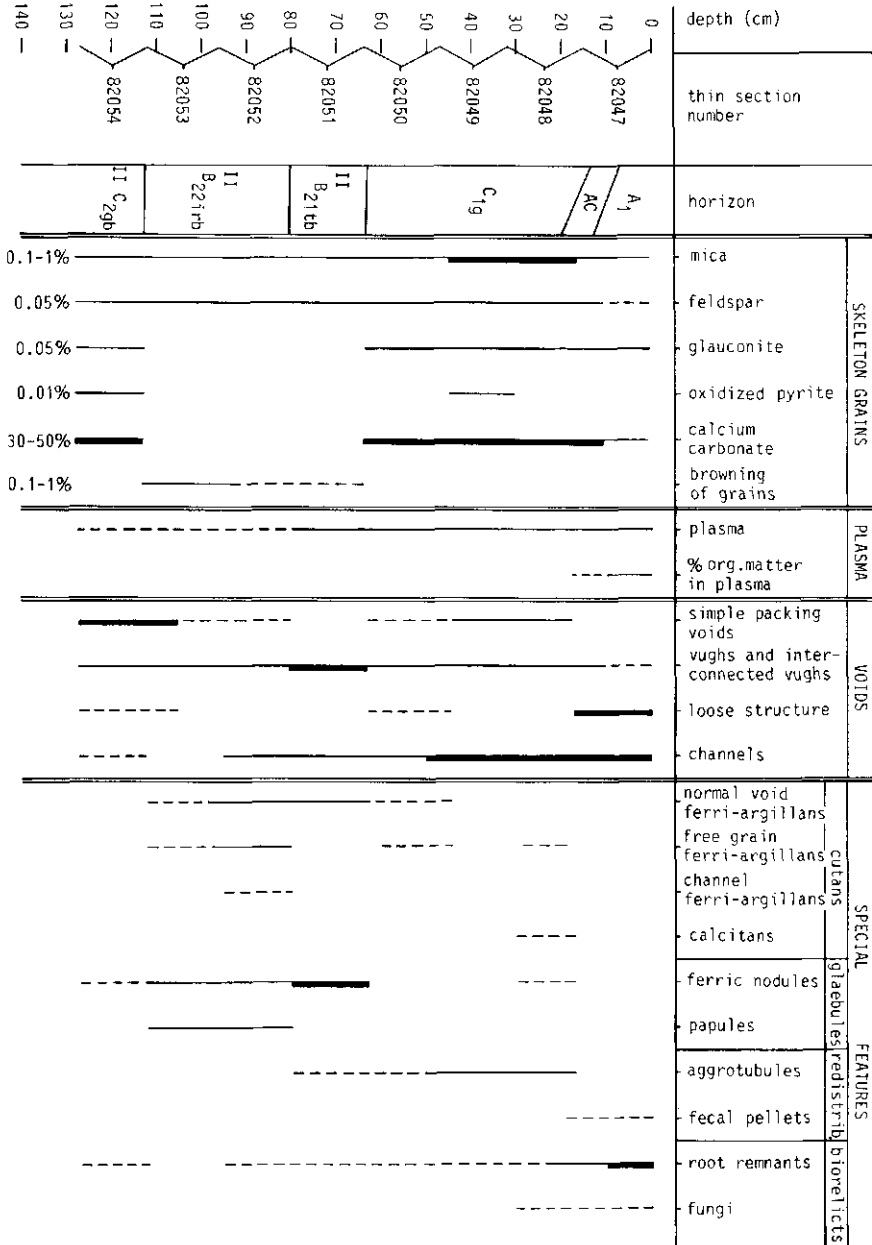 140
130
120
110
100
90
80
70
60
50
40
30
20
10
0
depth (cm)
82054
82053
82052
82051
82050
82049
82048
82047
thin section
number
II C2gb
II
B22irb
II
B21tb
C1g
AC
A1
horizon
0.1-1%
mica
0.05%
feldspar
0.05%
glauconite
0.01%
oxidized pyrite
30-50%
calcium
carbonate
0.1-1%
browning
of grains
SKELETON GRAINS
plasma
% org.matter
in plasma
PLASMA
simple packing
voids
vughs and inter-
connected vughs
loose structure
channels
VOIDS
normal void
ferri-argillans
free grain
ferri-argillans
channel
ferri-argillans
calcitans
cutans
ferric nodules
papules
glaebules
aggrotubules
fecal pellets
redistrib.
root remnants
fungi
biorelicts
SPECIAL FEATURES